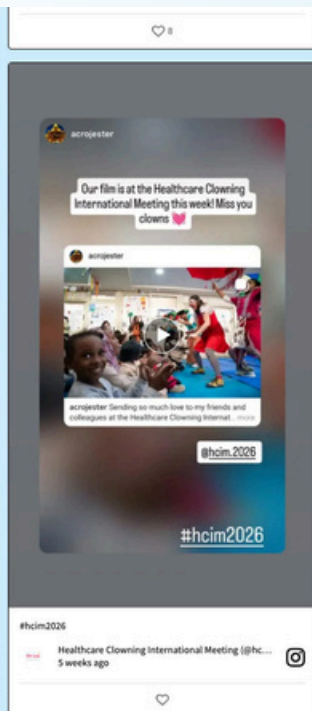 8
acrojester
Our film is at the Healthcare Clowning
International Meeting this week! Miss you
clowns 💓
acrojester
acrojester Sending so much love to my friends and
colleagues at the Healthcare Clowning Internat... more
@hcim.2026
#hcim2026
#hcim2026
Healthcare Clowning International Meeting (@hc...
5 weeks ago